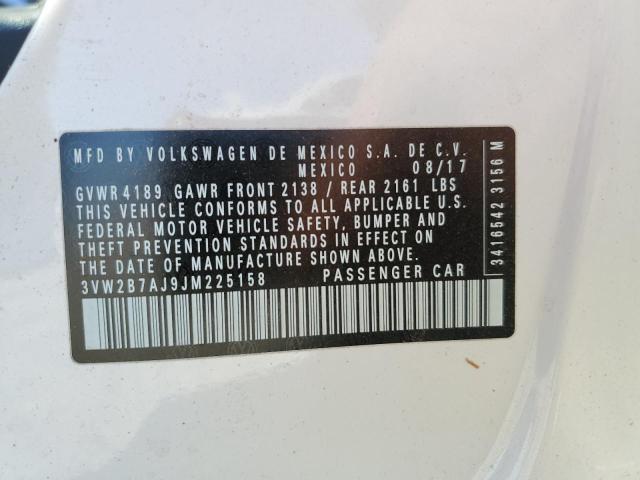 MFD BY VOLKSWAGEN DE MEXICO S.A. DE C.V.
MEXICO 08/17
GVWR 4189 GAWR FRONT 2138 / REAR 2161 LBS
THIS VEHICLE CONFORMS TO ALL APPLICABLE U.S.
FEDERAL MOTOR VEHICLE SAFETY, BUMPER AND
THEFT PREVENTION STANDARDS IN EFFECT ON
THE DATE OF MANUFACTURE SHOWN ABOVE.
3VW2B7AJ9JM225158 PASSENGER CAR
3416542 3156 M